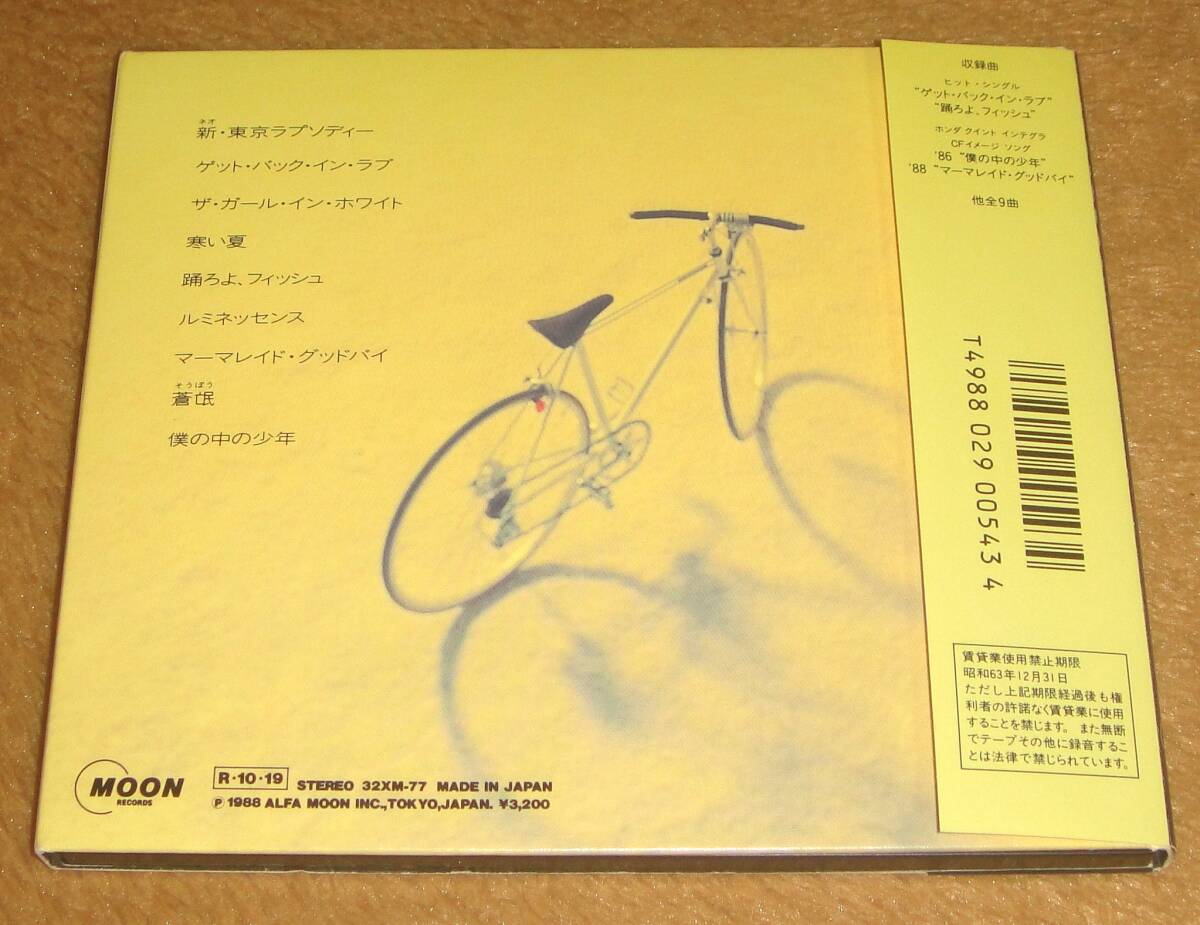 ネオ
新・東京ラプソディー
ゲット・バック・イン・ラブ
ザ・ガール・イン・ホワイト
寒い夏
踊ろよ、フィッシュ
ルミネッセンス
マーマレイド・グッドバイ
そうぼう
蒼氓
僕の中の少年
MOON
RECORDS
R・10・19 STEREO 32XM-77 MADE IN JAPAN
Ⓟ1988 ALFA MOON INC.,TOKYO,JAPAN. ¥3,200
収録曲
ヒット・シングル
“ゲット・バック・イン・ラブ”
“踊ろよ、フィッシュ”
ホンダ クイント インテグラ
CFイメージ ソング
'86 “僕の中の少年”
'88 “マーマレイド・グッドバイ”
他全9曲
T4988 029 00543 4
賃貸業使用禁止期限
昭和63年12月31日
ただし上記期限経過後も権
利者の許諾なく賃貸業に使用
することを禁じます。また無断
でテープその他に録音するこ
とは法律で禁じられています。